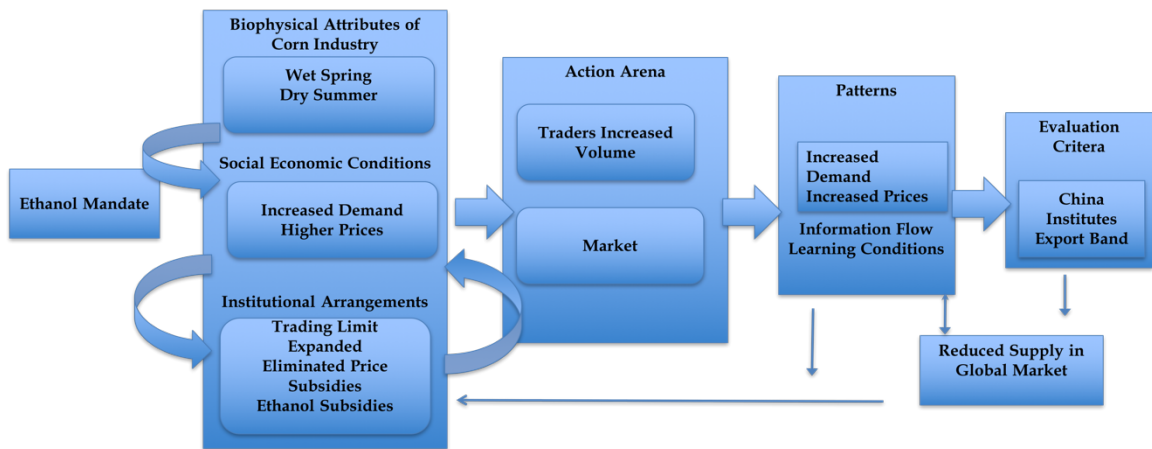 Ethanol Mandate
Biophysical Attributes of
Corn Industry
Wet Spring
Dry Summer
Social Economic Conditions
Increased Demand
Higher Prices
Institutional Arrangements
Trading Limit
Expanded
Eliminated Price
Subsidies
Ethanol Subsidies
Action Arena
Traders Increased
Volume
Market
Patterns
Increased
Demand
Increased Prices
Information Flow
Learning Conditions
Evaluation
Critera
China
Institutes
Export Band
Reduced Supply in
Global Market